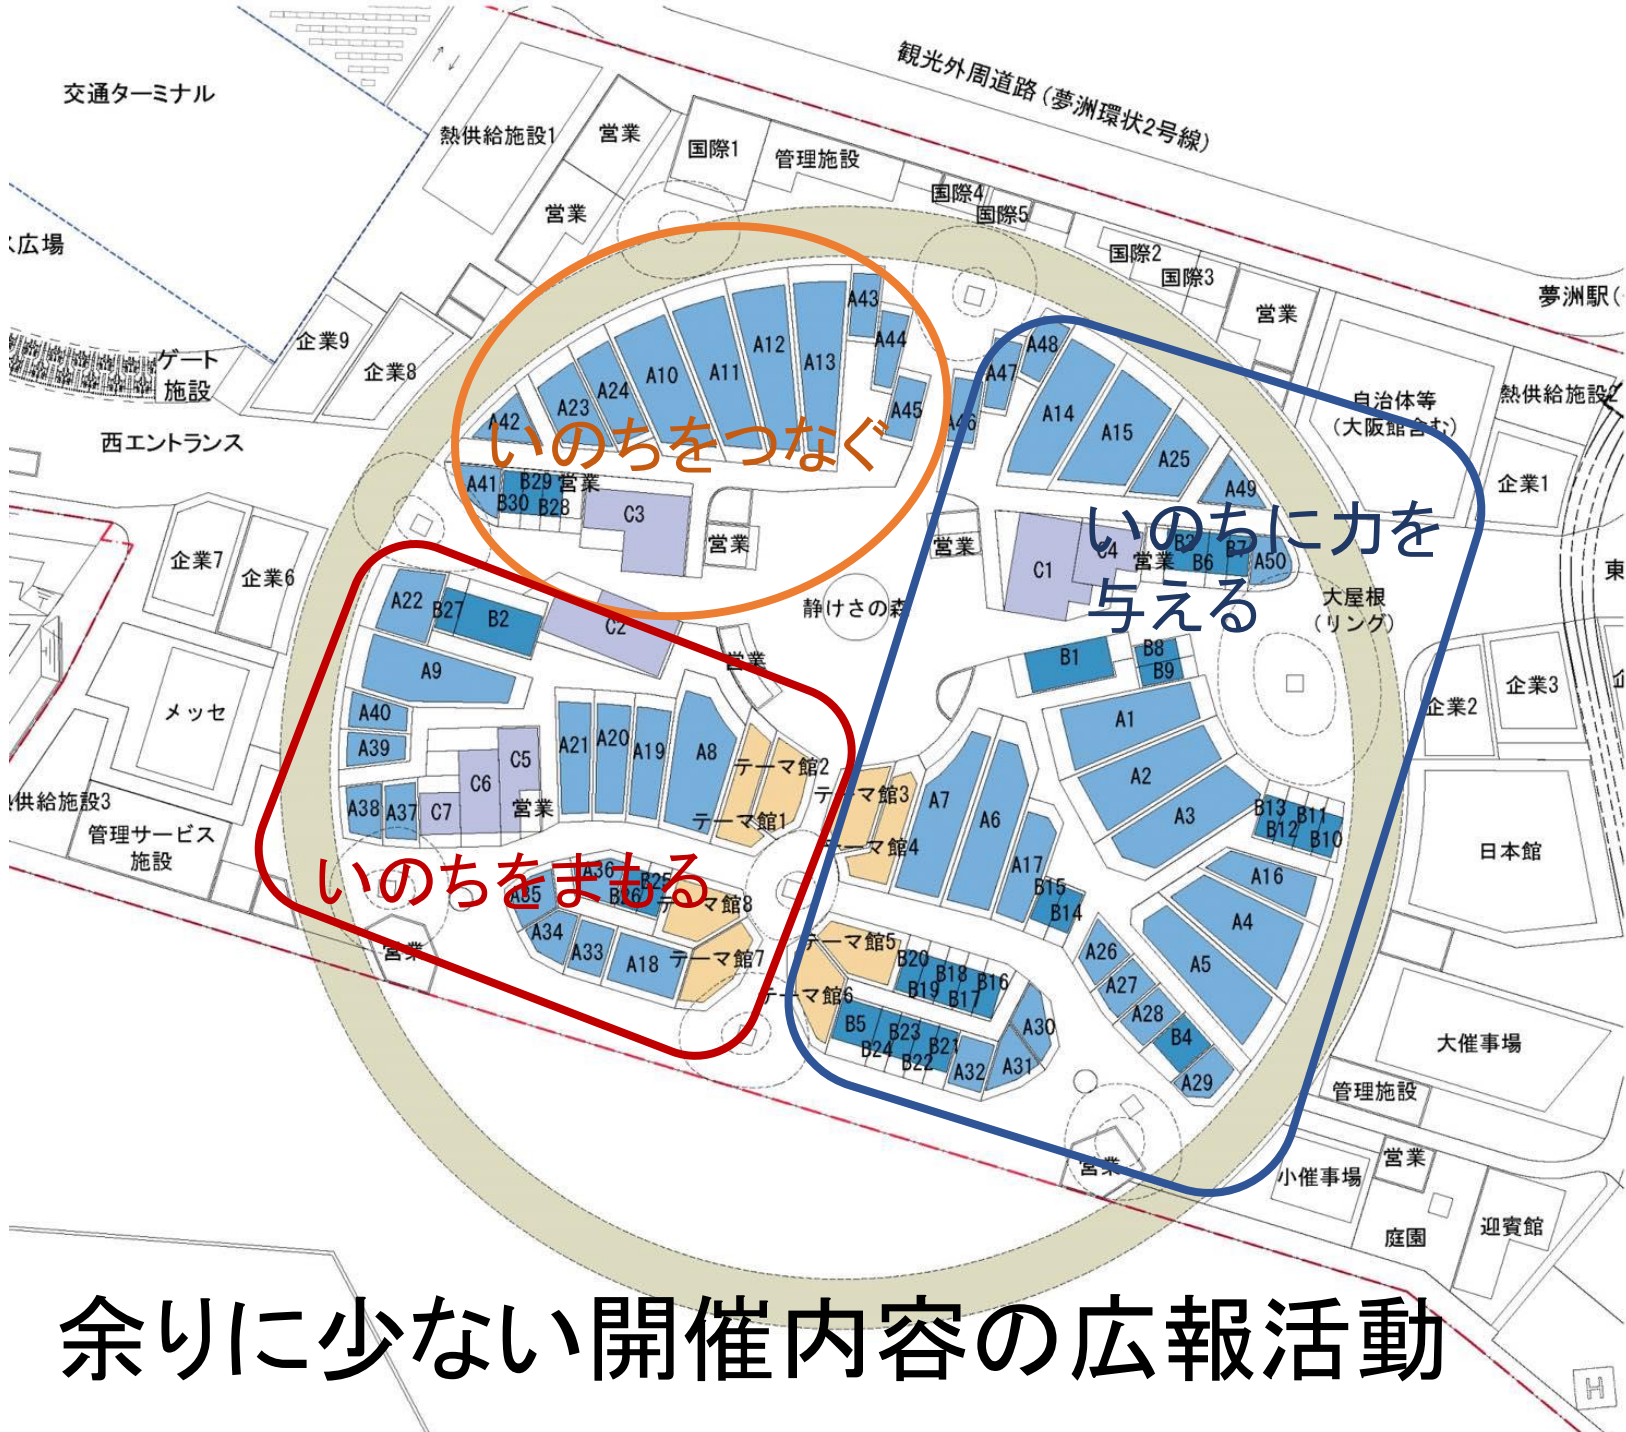 観光外周道路(夢洲環状2号線)
交通ターミナル
熱供給施設1
営業
国際1
管理施設
国際4
国際5
営業
国際2
国際3
営業
夢洲駅(
広場
企業9
企業8
ゲート
施設
西エントランス
A43
A44
A12
A13
A11
A10
A24
A23
A42
A45
A46
A47
A48
A14
A15
A25
A49
自治体等
(大阪館含む)
熱供給施設2
企業1
いのちをつなぐ
A41
B29
営業
B30
B28
C3
営業
営業
C1
C4
営業
B3
B6
B7
A50
いのちに力を
与える
大屋根
(リング)
東
企業7
企業6
A22
B27
B2
C2
営業
静けさの森
B1
B8
B9
企業2
企業3
メッセ
A9
A40
A39
A38
A37
C7
C6
C5
営業
A21
A20
A19
A8
テーマ館2
テーマ館1
テーマ館3
テーマ館4
A7
A6
A17
A1
A2
A3
B13
B11
B12
B10
供給施設3
管理サービス
施設
いのちをまもる
A36
A35
B25
B26
テーマ館8
A34
A33
A18
テーマ館7
営業
テーマ館5
テーマ館6
B20
B18
B16
B19
B17
B5
B23
B21
B24
B22
A32
A31
A30
B15
B14
A26
A27
A28
B4
A29
A16
A4
A5
日本館
大催事場
管理施設
営業
小催事場
営業
庭園
迎賓館
H
余りに少ない開催内容の広報活動